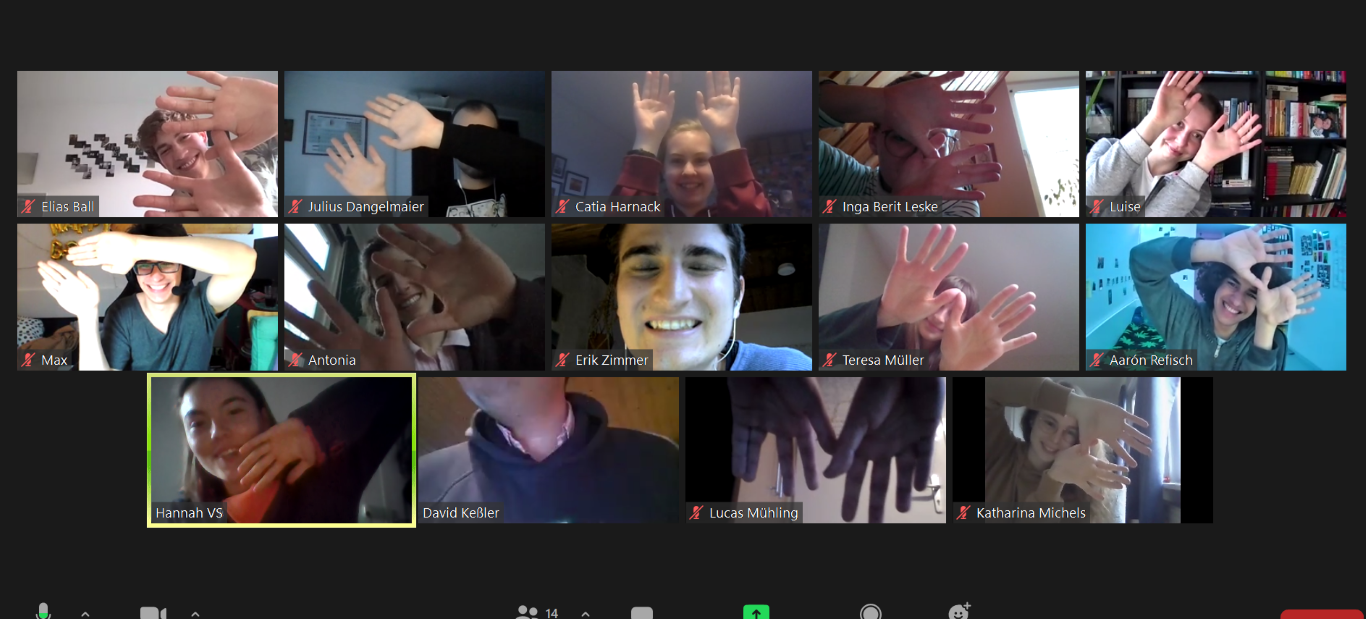 Elias Ball
Julius Dangelmaier
Catia Harnack
Inga Berit Leske
Luise
Max
Antonia
Erik Zimmer
Teresa Müller
Aarón Refisch
Hannah VS
David Keßler
Lucas Mühling
Katharina Michels
14